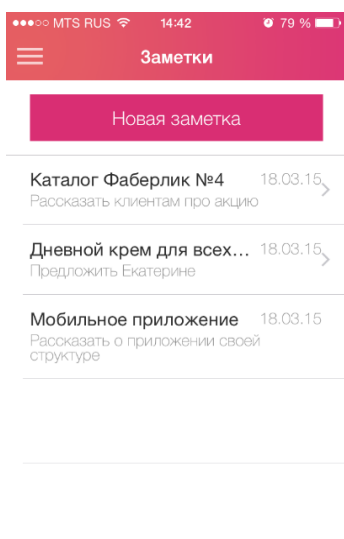 MTS RUS 14:42 79 %
Заметки
Новая заметка
Каталог Фаберлик №4 18.03.15
Рассказать клиентам про акцию
Дневной крем для всех... 18.03.15
Предложить Екатерине
Мобильное приложение 18.03.15
Рассказать о приложении своей
структуре